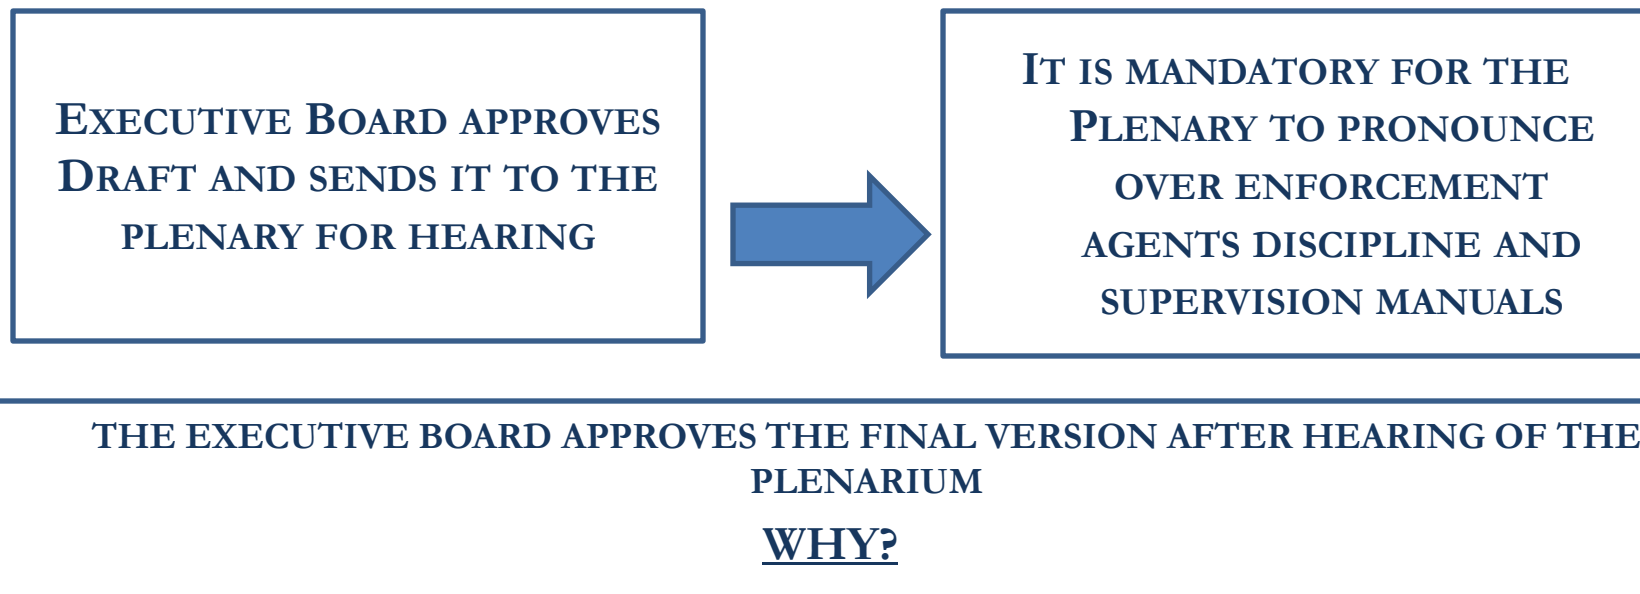 Executive Board approves
Draft and sends it to the
plenary for hearing
It is mandatory for the
Plenary to pronounce
over enforcement
agents discipline and
supervision manuals
the executive board approves the final version after hearing of the
plenarium
WHY?